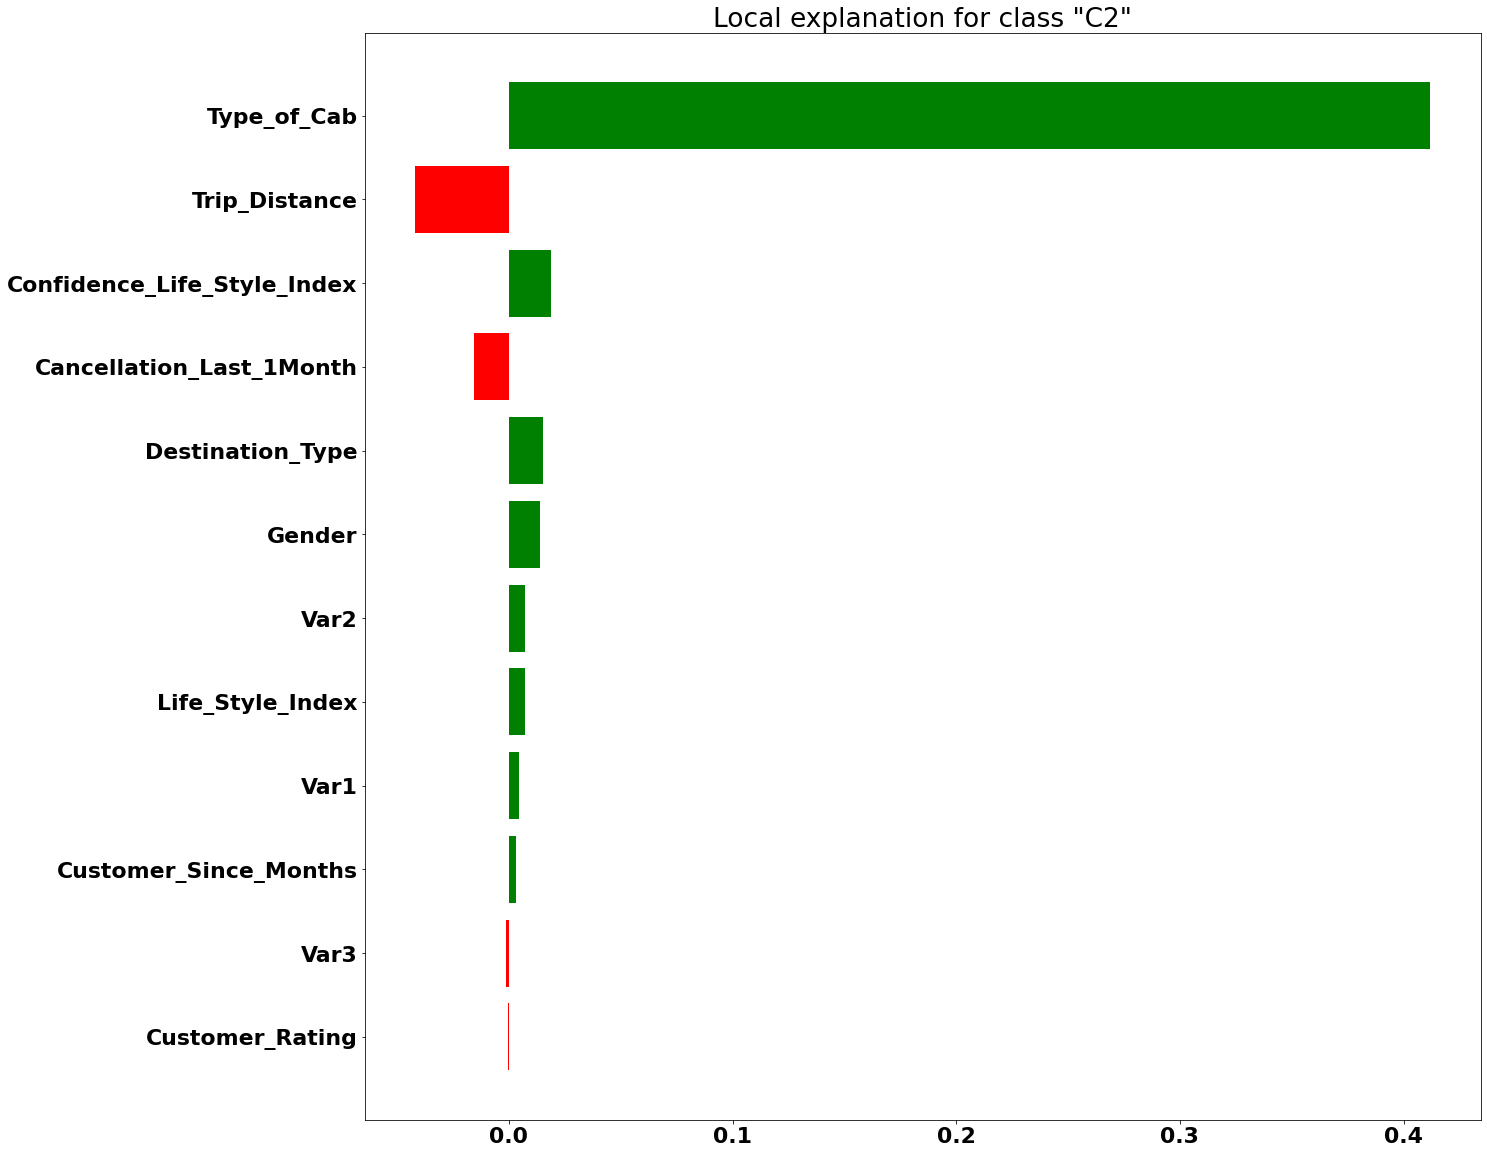 Local explanation for class "C2"
Type_of_Cab
Trip_Distance
Confidence_Life_Style_Index
Cancellation_Last_1Month
Destination_Type
Gender
Var2
Life_Style_Index
Var1
Customer_Since_Months
Var3
Customer_Rating
0.0 0.1 0.2 0.3 0.4